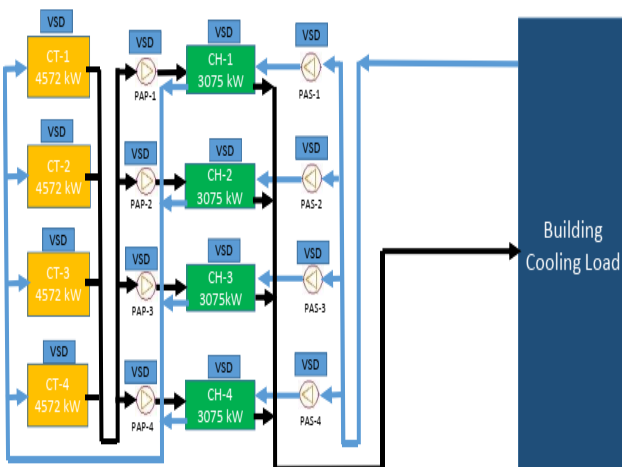 VSD
CT-1
4572 kW
VSD
PAP-1
VSD
CH-1
3075 kW
VSD
PAS-1
VSD
CT-2
4572 kW
VSD
PAP-2
VSD
CH-2
3075 kW
VSD
PAS-2
VSD
CT-3
4572 kW
VSD
PAP-3
VSD
CH-3
3075kW
VSD
PAS-3
VSD
CT-4
4572 kW
VSD
PAP-4
VSD
CH-4
3075 kW
VSD
PAS-4
Building
Cooling Load